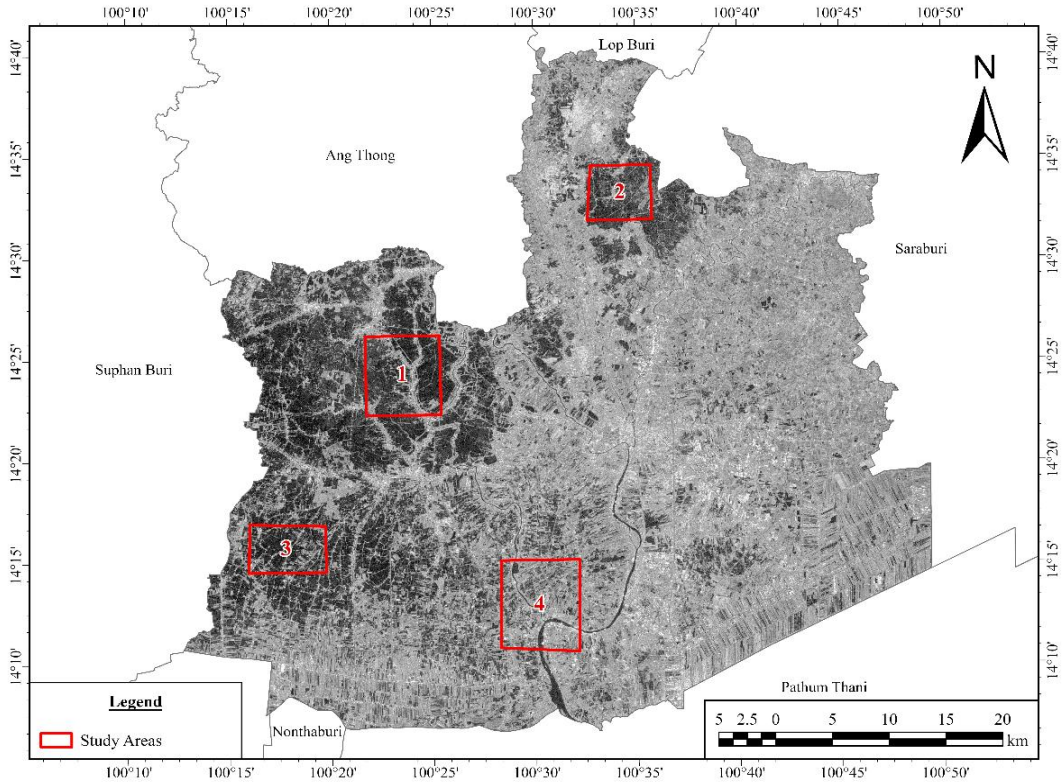 100°10' 100°15' 100°20' 100°25' 100°30' 100°35' 100°40' 100°45' 100°50'
14°40' 14°40'
Lop Buri
N
14°35' 14°35'
Ang Thong
2
Saraburi
14°30' 14°30'
14°25' 14°25'
Suphan Buri
1
14°20' 14°20'
3
14°15' 14°15'
4
14°10' 14°10'
Pathum Thani
Legend
Study Areas
Nonthaburi
5 2.5 0 5 10 15 20
km
100°10' 100°15' 100°20' 100°25' 100°30' 100°35' 100°40' 100°45' 100°50'